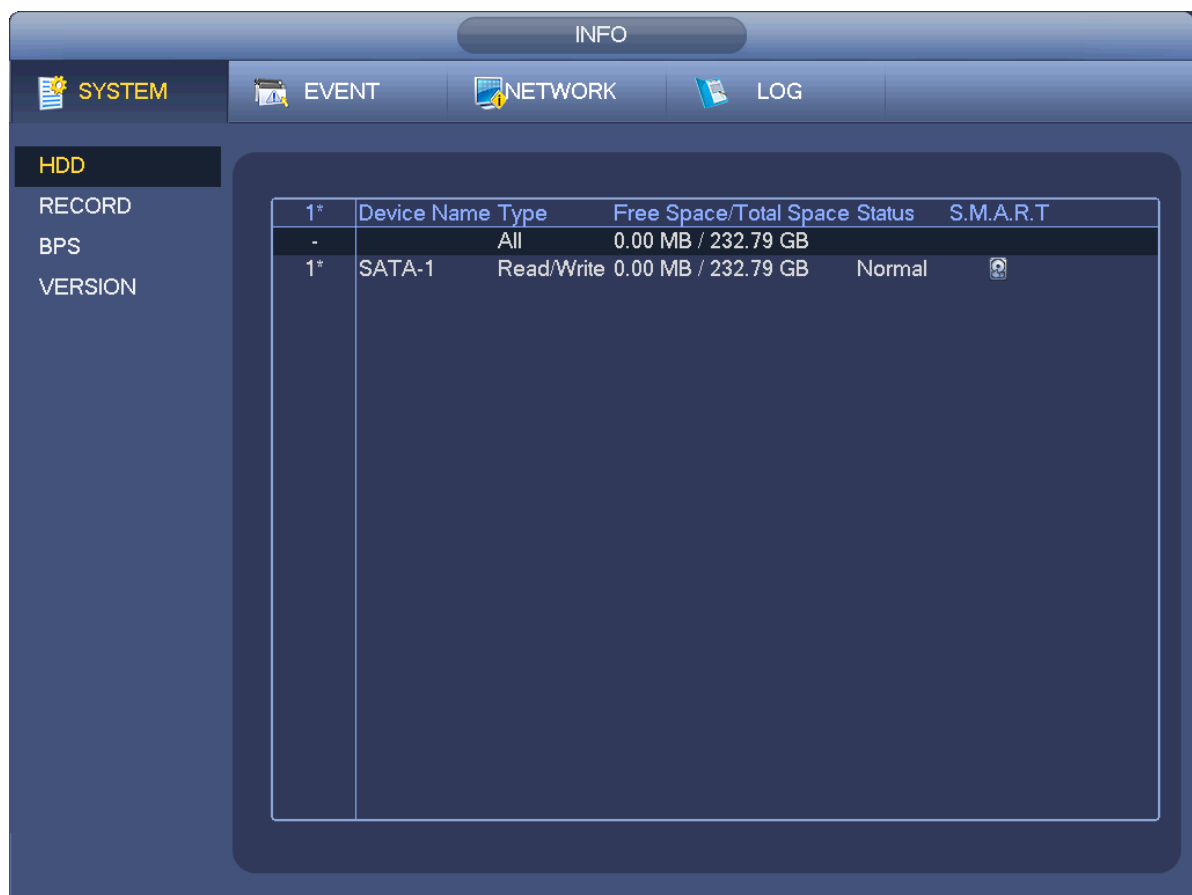 INFO
SYSTEM EVENT NETWORK LOG
HDD
RECORD
BPS
VERSION
1* Device Name Type Free Space/Total Space Status S.M.A.R.T
- All 0.00 MB / 232.79 GB
1* SATA-1 Read/Write 0.00 MB / 232.79 GB Normal